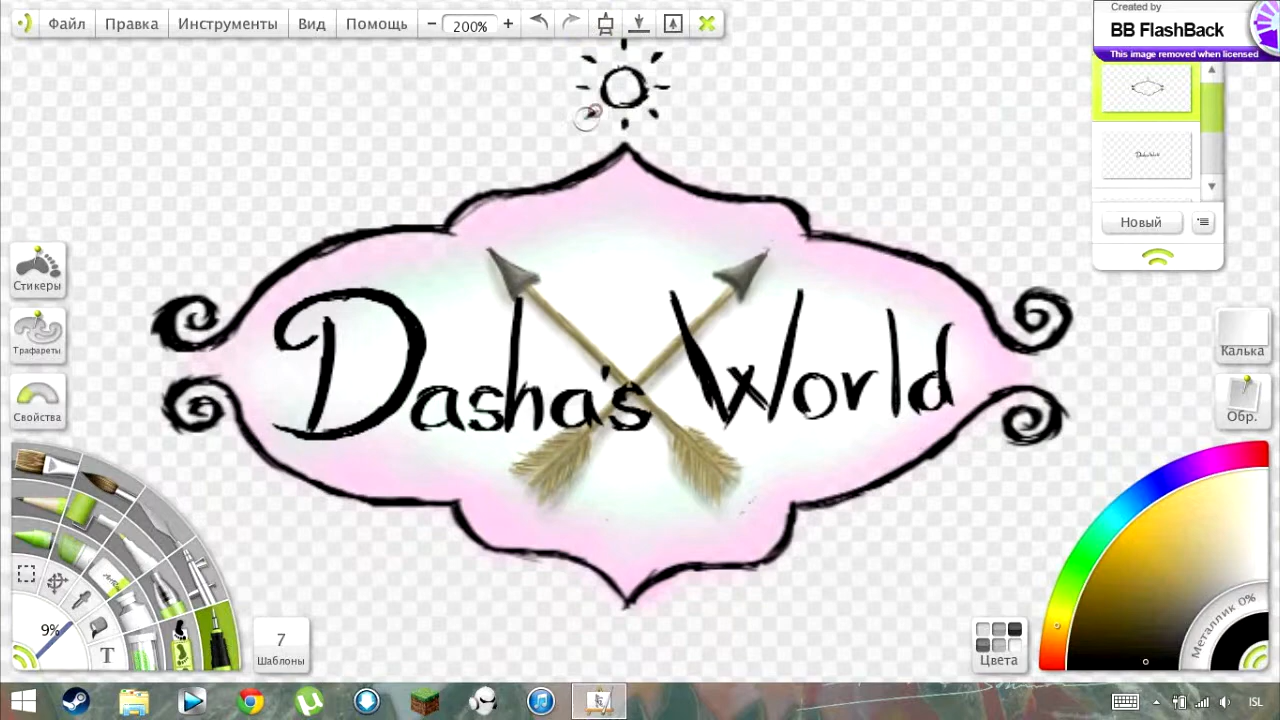 Файл Правка Инструменты Вид Помощь − 200% +
Created by
BB FlashBack
This image removed when licensed
Новый
Стикеры
Трафареты
Свойства
Калька
Обр.
Dasha's World
9%
T
7
Шаблоны
Цвета
Металлик 0%
ISL